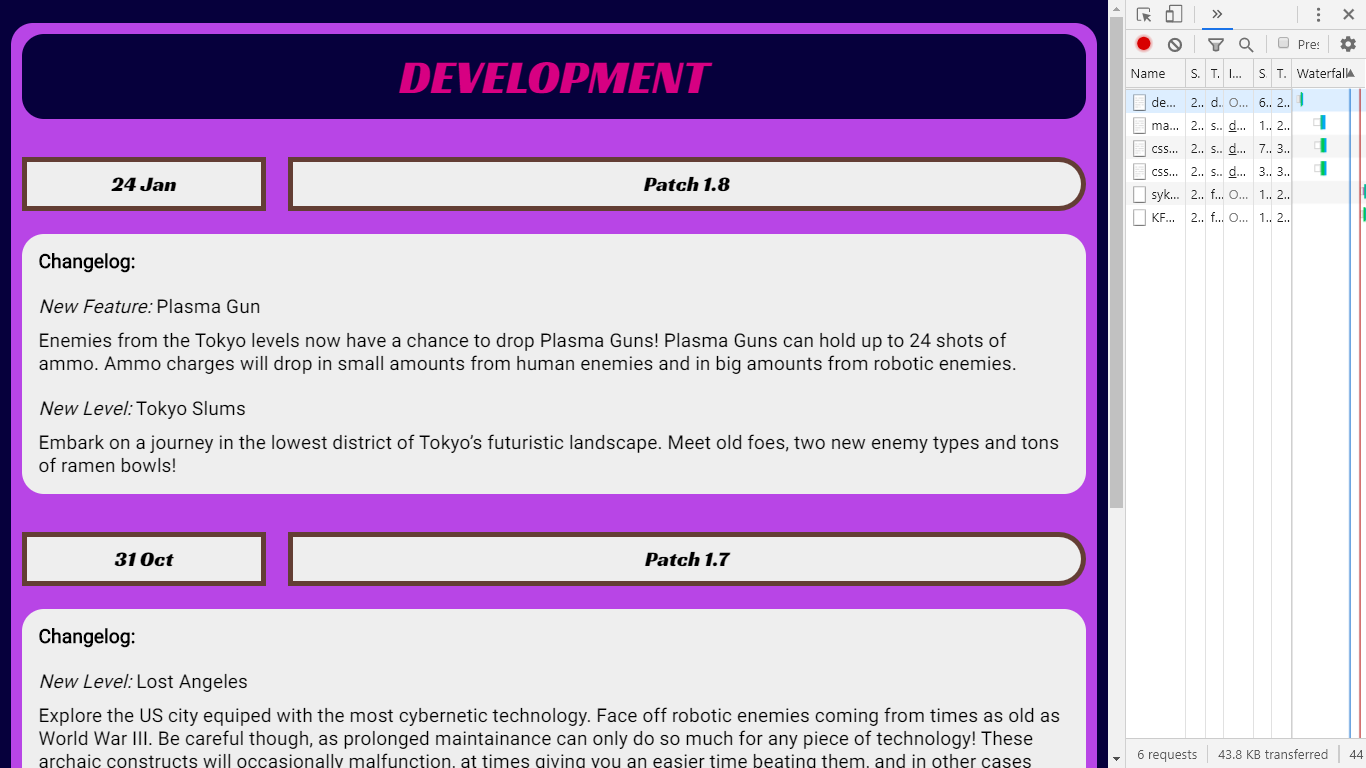 DEVELOPMENT
24 Jan
Patch 1.8
Changelog:
New Feature: Plasma Gun
Enemies from the Tokyo levels now have a chance to drop Plasma Guns! Plasma Guns can hold up to 24 shots of
ammo. Ammo charges will drop in small amounts from human enemies and in big amounts from robotic enemies.
New Level: Tokyo Slums
Embark on a journey in the lowest district of Tokyo’s futuristic landscape. Meet old foes, two new enemy types and tons
of ramen bowls!
31 Oct
Patch 1.7
Changelog:
New Level: Lost Angeles
Explore the US city equiped with the most cybernetic technology. Face off robotic enemies coming from times as old as
World War III. Be careful though, as prolonged maintainance can only do so much for any piece of technology! These
archaic constructs will occasionally malfunction, at times giving you an easier time beating them, and in other cases
Pres
Name S. T. I... S T. Waterfall
de... 2.. d. O... 6.. 2..
ma... 2.. s.. d... 1.. 2..
css... 2.. s.. d... 7.. 3..
css... 2.. s.. d... 3.. 3..
syk... 2.. f... O... 1.. 2..
KF... 2.. f... O... 1.. 2..
6 requests 43.8 KB transferred 44